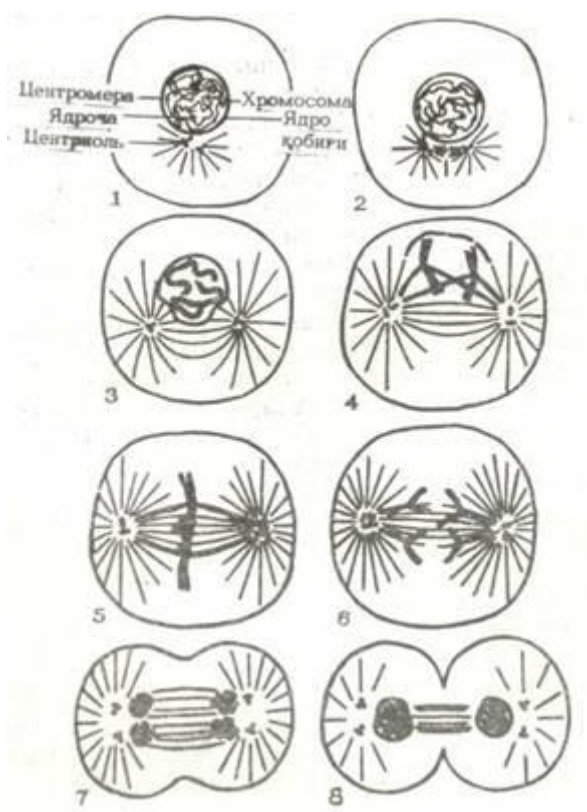 Центромера
Хромосома
Ядроча
Ядро
Центриоль
қобиғи
1
2
3
4
5
6
7
8